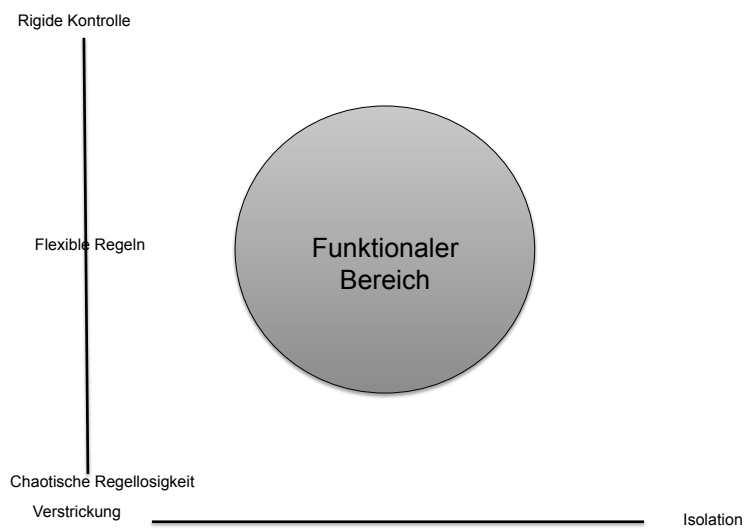 Rigide Kontrolle
Flexible Regeln
Funktionaler
Bereich
Chaotische Regellosigkeit
Verstrickung
Isolation